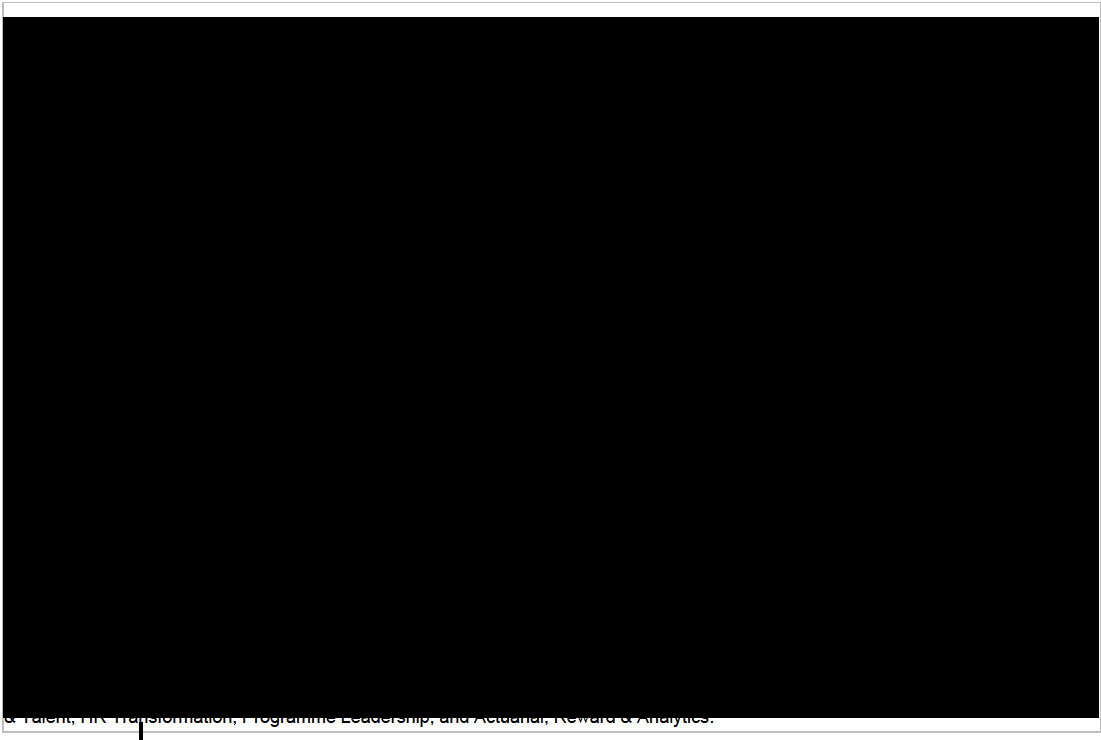 & Talent, HR Transformation, Programme Leadership, and Actuarial, Reward & Analytics.